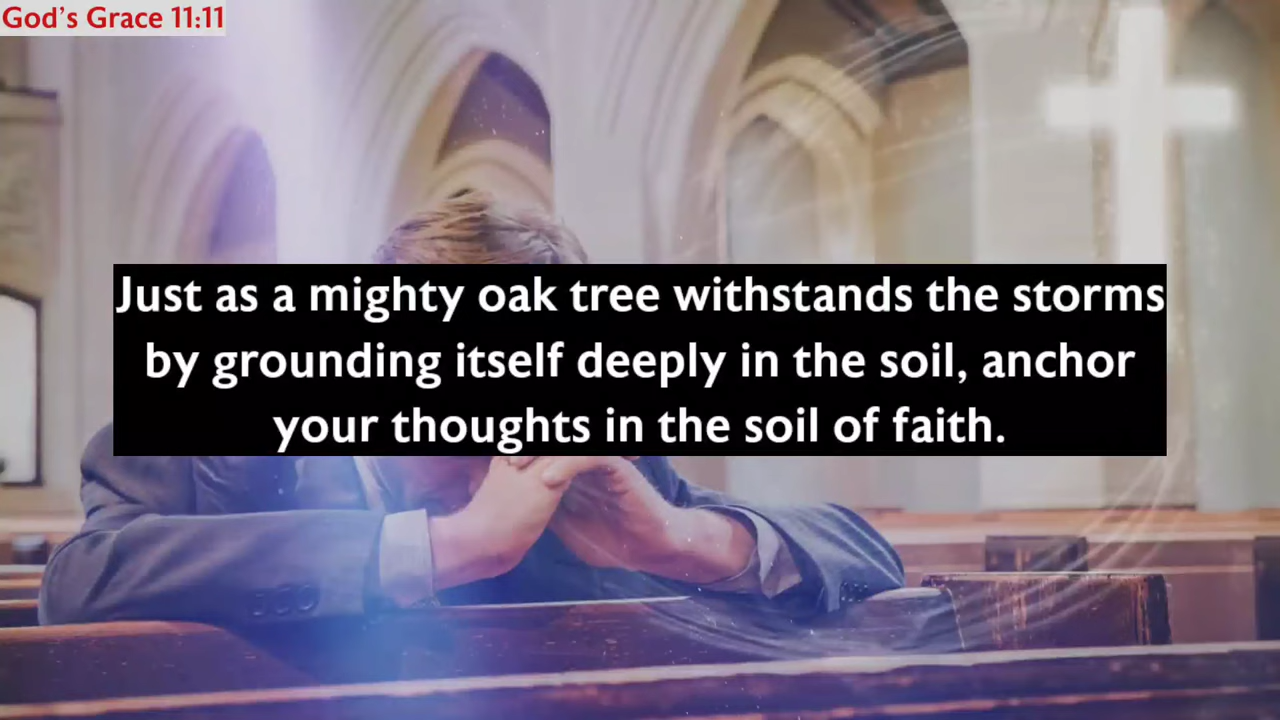 God's Grace 11:11
Just as a mighty oak tree withstands the storms
by grounding itself deeply in the soil, anchor
your thoughts in the soil of faith.